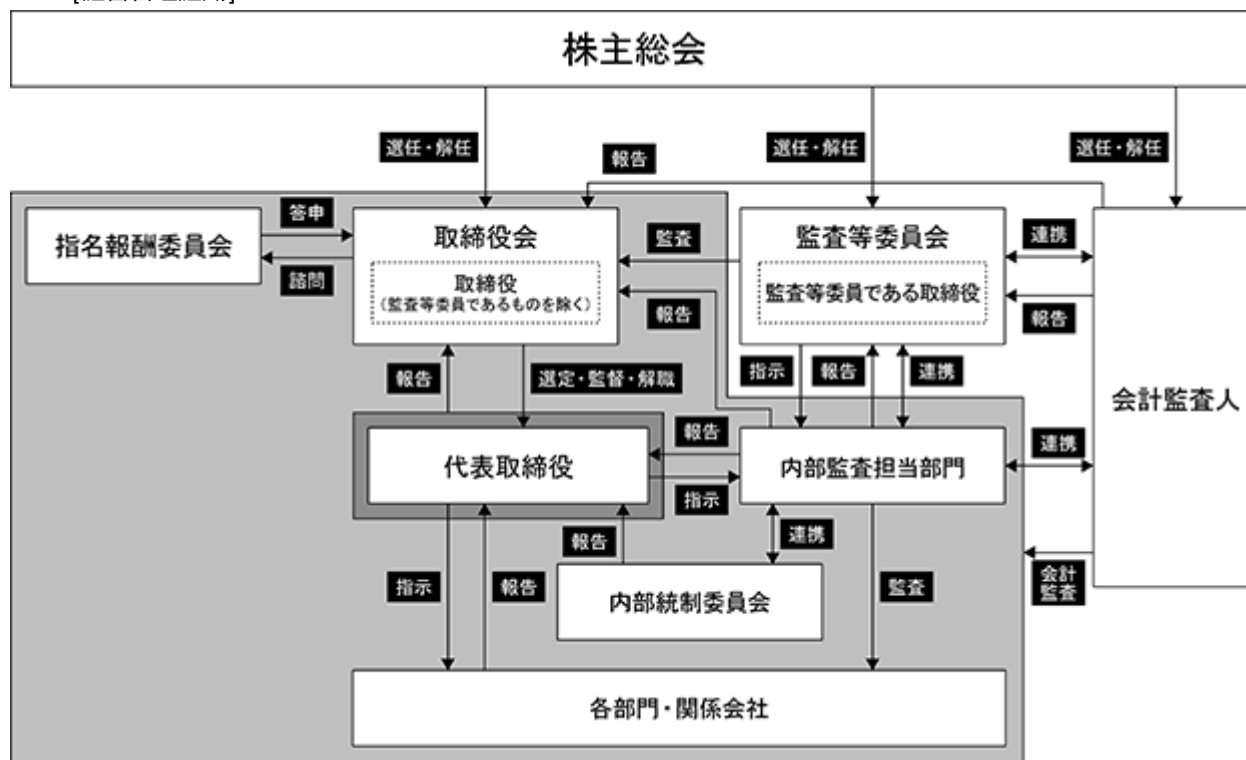 株主総会
選任・解任
選任・解任
選任・解任
報告
答申
指名報酬委員会
諮問
取締役会
取締役
(監査等委員であるものを除く)
監査
報告
監査等委員会
監査等委員である取締役
連携
報告
会計監査人
報告
選定・監督・解職
指示
報告
連携
代表取締役
報告
指示
内部監査担当部門
連携
報告
連携
指示
報告
内部統制委員会
監査
会計
監査
各部門・関係会社